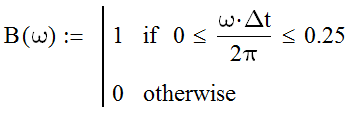 B(ω) := | 1 if 0 ≤ ω·Δt / 2π ≤ 0.25
0 otherwise